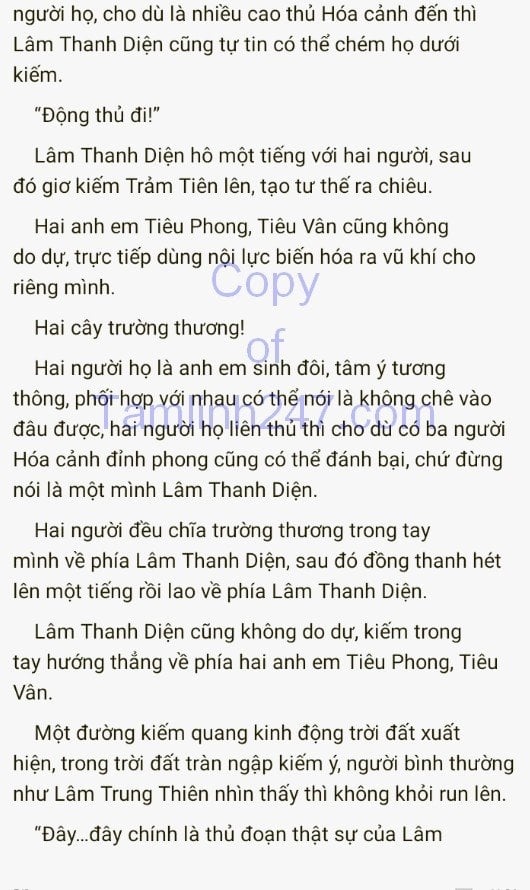 người họ, cho dù là nhiều cao thủ Hóa cảnh đến thì
Lâm Thanh Diện cũng tự tin có thể chém họ dưới
kiếm.
“Động thủ đi!”
Lâm Thanh Diện hô một tiếng với hai người, sau
đó giơ kiếm Trảm Tiên lên, tạo tư thế ra chiêu.
Hai anh em Tiêu Phong, Tiêu Vân cũng không
do dự, trực tiếp dùng nội lực biến hóa ra vũ khí cho
riêng mình.
Copy
Hai cây trường thương!
of
Hai người họ là anh em sinh đôi, tâm ý tương
thông, phối hợp với nhau có thể nói là không chê vào
Tamlinh247.com
đâu được, hai người họ liên thủ thì cho dù có ba người
Hóa cảnh đỉnh phong cũng có thể đánh bại, chứ đừng
nói là một mình Lâm Thanh Diện.
Hai người đều chĩa trường thương trong tay
mình về phía Lâm Thanh Diện, sau đó đồng thanh hét
lên một tiếng rồi lao về phía Lâm Thanh Diện.
Lâm Thanh Diện cũng không do dự, kiếm trong
tay hướng thẳng về phía hai anh em Tiêu Phong, Tiêu
Vân.
Một đường kiếm quang kinh động trời đất xuất
hiện, trong trời đất tràn ngập kiếm ý, người bình thường
như Lâm Trung Thiên nhìn thấy thì không khỏi run lên.
“Đây...đây chính là thủ đoạn thật sự của Lâm